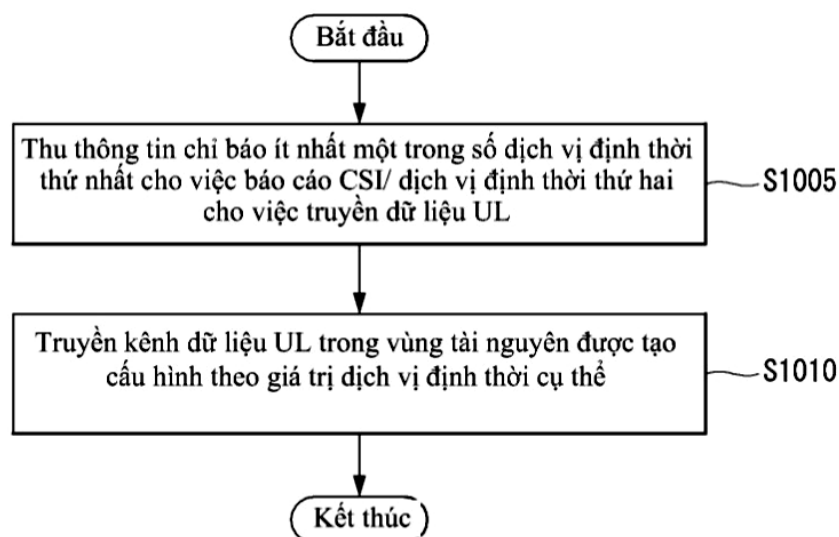 Bắt đầu
Thu thông tin chỉ báo ít nhất một trong số dịch vị định thời
thứ nhất cho việc báo cáo CSI/ dịch vị định thời thứ hai
cho việc truyền dữ liệu UL
S1005
Truyền kênh dữ liệu UL trong vùng tài nguyên được tạo
cấu hình theo giá trị dịch vị định thời cụ thể
S1010
Kết thúc